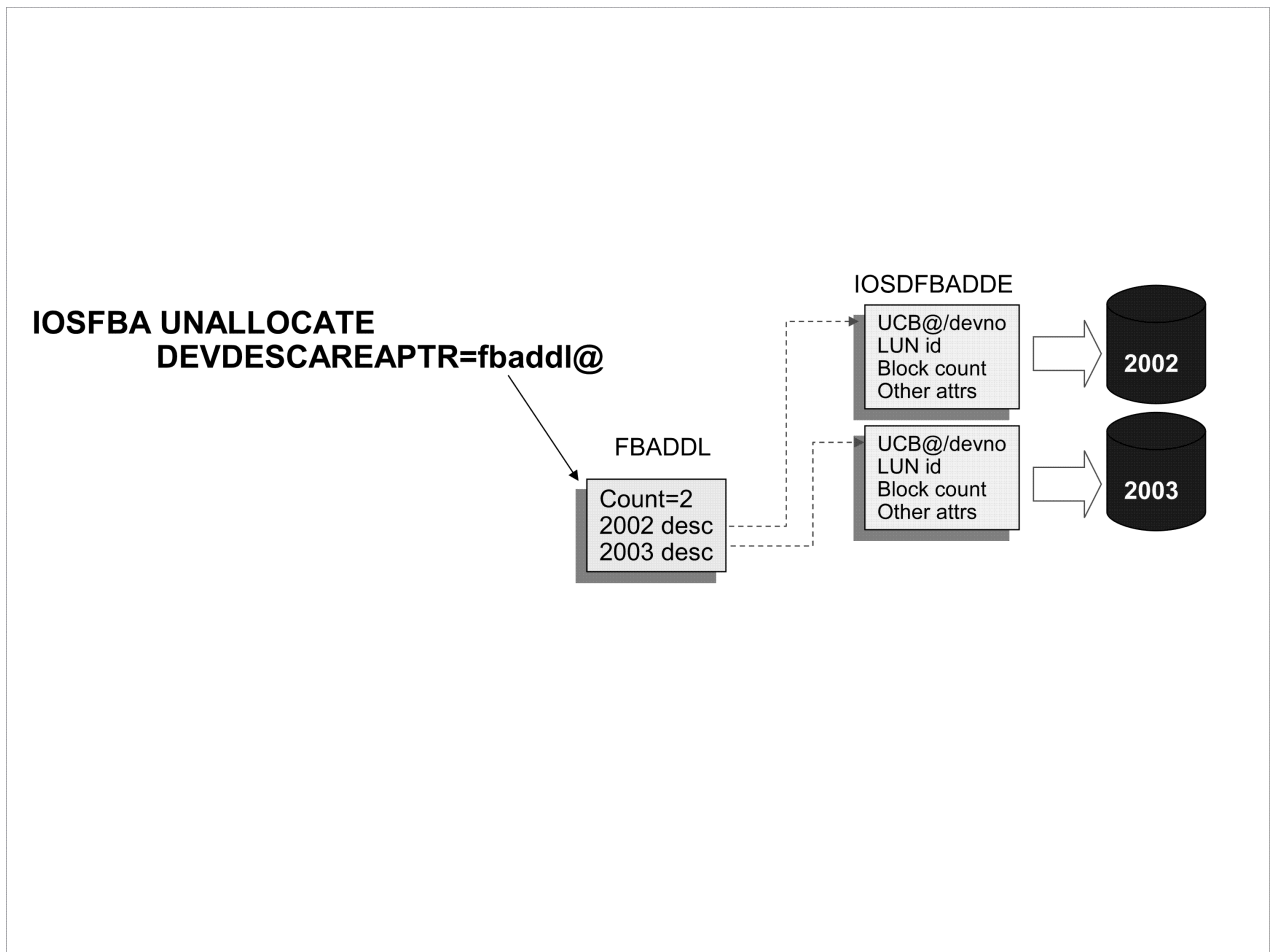 IOSFBA UNALLOCATE
DEVDESCAREAPTR=fbaddl@
FBADDL
Count=2
2002 desc
2003 desc
IOSDFBADDE
UCB@/devno
LUN id
Block count
Other attrs
2002
UCB@/devno
LUN id
Block count
Other attrs
2003